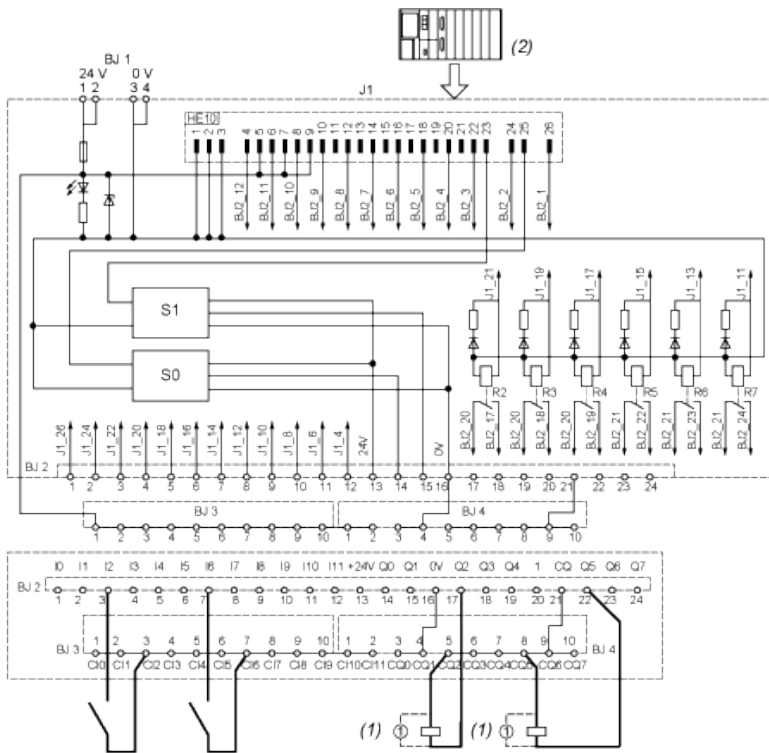 (2)
BJ 1
24 V 0 V
1 2 3 4
J1
HE10
1 2 3 4 5 6 7 8 9 10 11 12 13 14 15 16 17 18 19 20 21 22 23 24 25 26
BJ2_12 BJ2_11 BJ2_10 BJ2_9 BJ2_8 BJ2_7 BJ2_6 BJ2_5 BJ2_4 BJ2_3 BJ2_2 BJ2_1
J1_21 J1_19 J1_17 J1_15 J1_13 J1_11
S1
S0
R2 R3 R4 R5 R6 R7
BJ2_20 BJ2_17 BJ2_20 BJ2_18 BJ2_20 BJ2_19 BJ2_21 BJ2_22 BJ2_21 BJ2_23 BJ2_21 BJ2_24
J1_26 J1_24 J1_22 J1_20 J1_18 J1_16 J1_14 J1_12 J1_10 J1_8 J1_6 J1_4 24V 0V
BJ 2
1 2 3 4 5 6 7 8 9 10 11 12 13 14 15 16 17 18 19 20 21 22 23 24
BJ 3 BJ 4
1 2 3 4 5 6 7 8 9 10 1 2 3 4 5 6 7 8 9 10
I0 I1 I2 I3 I4 I5 I6 I7 I8 I9 I10 I11 +24V Q0 Q1 0V Q2 Q3 Q4 1 CQ Q5 Q6 Q7
BJ 2
1 2 3 4 5 6 7 8 9 10 11 12 13 14 15 16 17 18 19 20 21 22 23 24
1 2 3 4 5 6 7 8 9 10 1 2 3 4 5 6 7 8 9 10
BJ 3 BJ 4
CI0 CI1 CI2 CI3 CI4 CI5 CI6 CI7 CI8 CI9 CI10 CI11 CQ0 CQ1 CQ2 CQ3 CQ4 CQ5 CQ6 CQ7
(1) 1 (1) 1